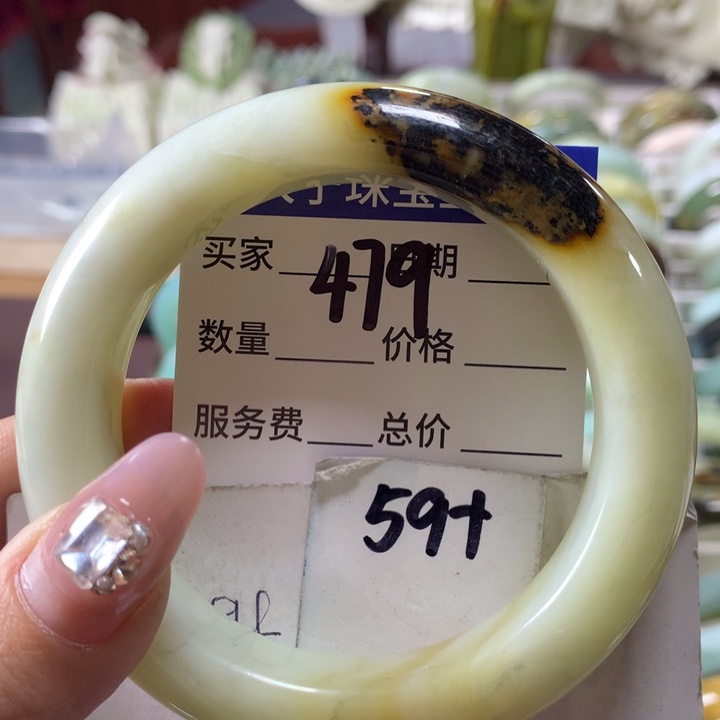 珠宝
买家 479 日期
数量 价格
服务费 总价
59+